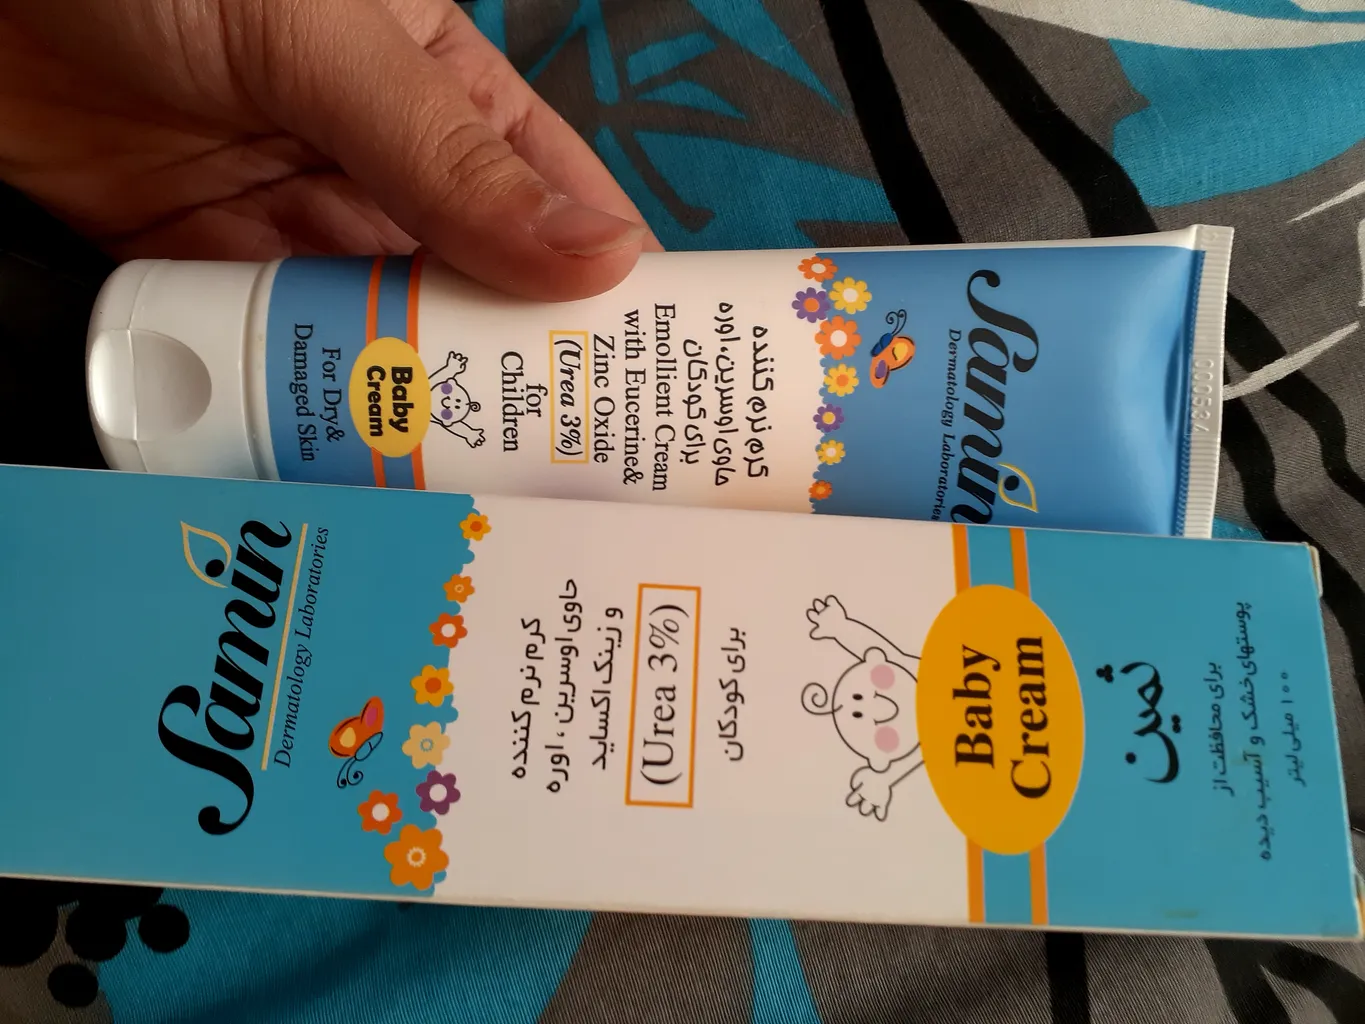 Samin
Dermatology Laboratories
کرم نرم کننده
حاوی اوسرین، اوره
برای کودکان
Emollient Cream
with Eucerine&
Zinc Oxide
(Urea 3%)
for
Children
Baby
Cream
For Dry&
Damaged Skin
Samin
Dermatology Laboratories
کرم نرم کننده
حاوی اوسرین ، اوره
و زینک اکساید
(Urea 3%)
برای کودکان
Baby
Cream
ثمین
برای محافظت از
پوستهای خشک و آسیب دیده
۱۰۰ میلی لیتر